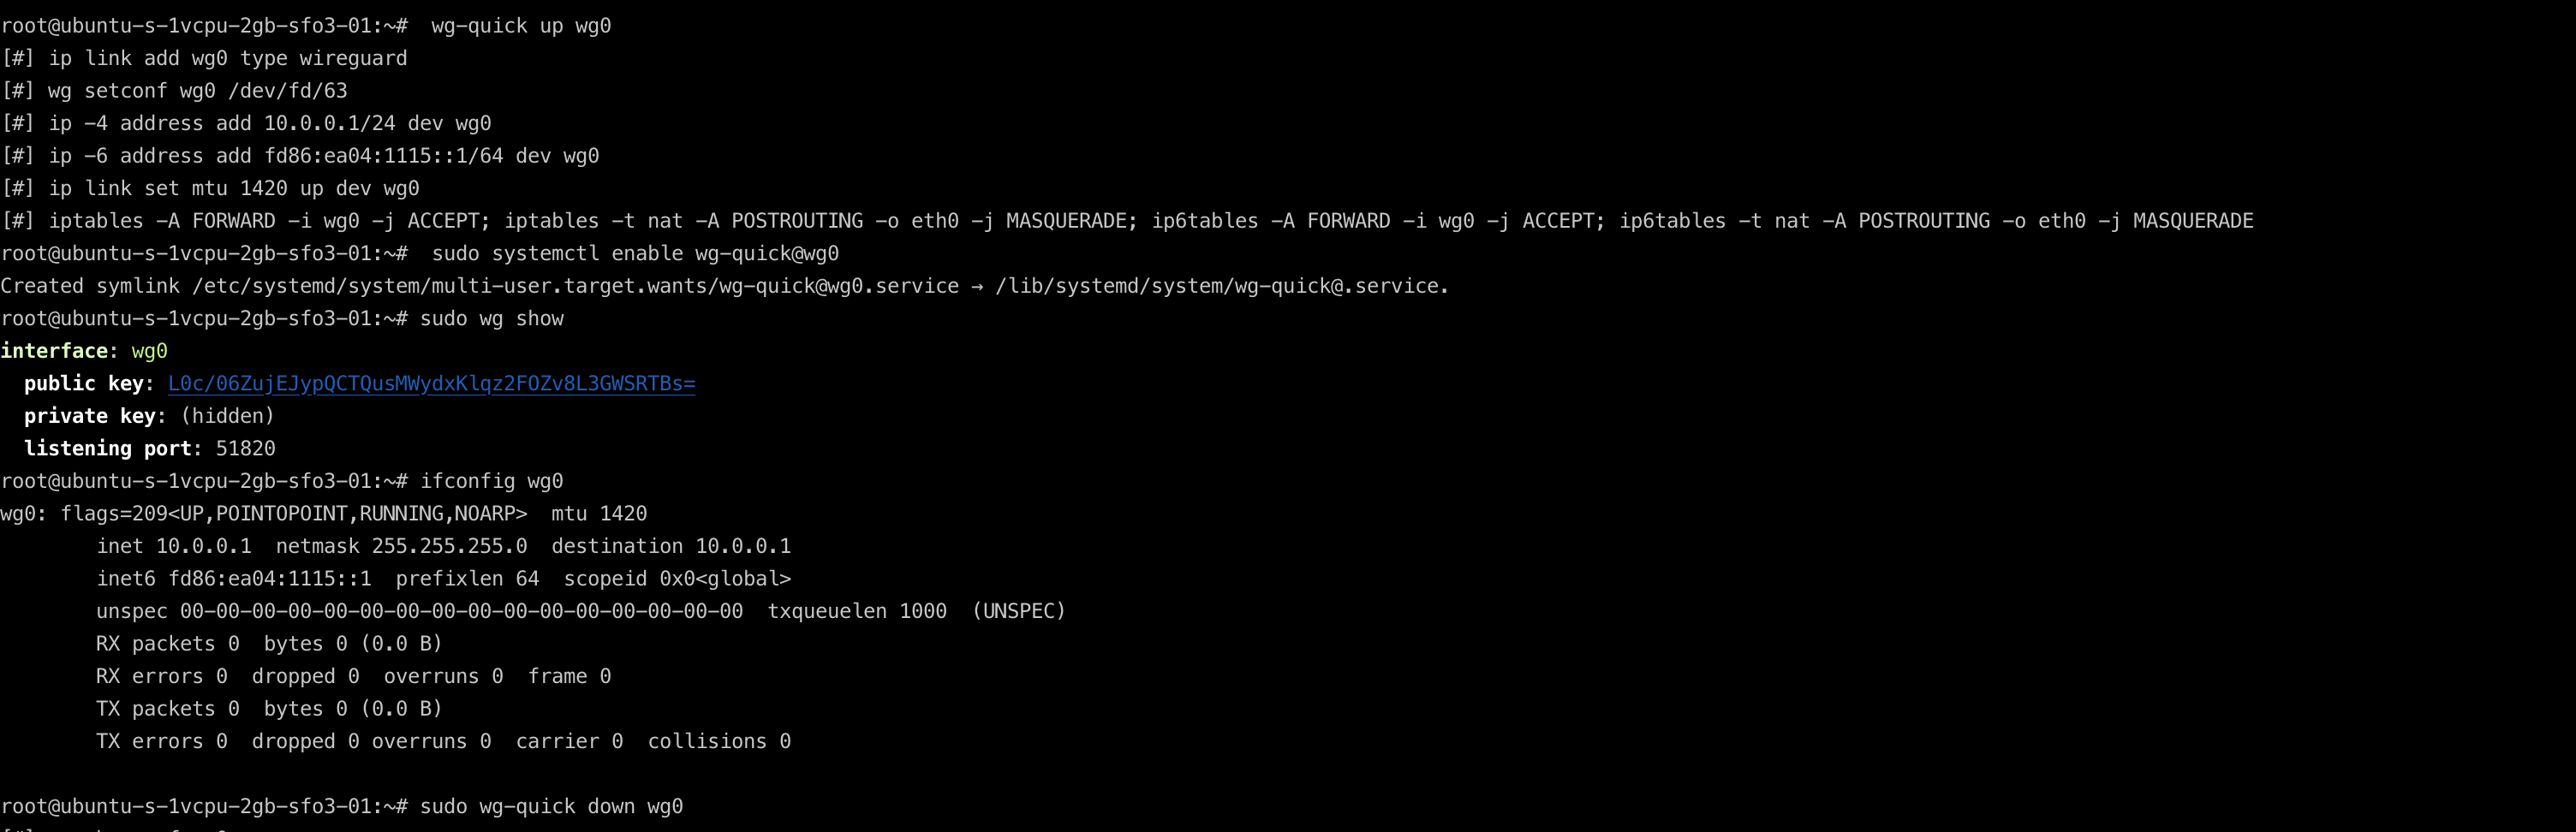 root@ubuntu-s-1vcpu-2gb-sfo3-01:~#  wg-quick up wg0
[#] ip link add wg0 type wireguard
[#] wg setconf wg0 /dev/fd/63
[#] ip -4 address add 10.0.0.1/24 dev wg0
[#] ip -6 address add fd86:ea04:1115::1/64 dev wg0
[#] ip link set mtu 1420 up dev wg0
[#] iptables -A FORWARD -i wg0 -j ACCEPT; iptables -t nat -A POSTROUTING -o eth0 -j MASQUERADE; ip6tables -A FORWARD -i wg0 -j ACCEPT; ip6tables -t nat -A POSTROUTING -o eth0 -j MASQUERADE
root@ubuntu-s-1vcpu-2gb-sfo3-01:~#  sudo systemctl enable wg-quick@wg0
Created symlink /etc/systemd/system/multi-user.target.wants/wg-quick@wg0.service → /lib/systemd/system/wg-quick@.service.
root@ubuntu-s-1vcpu-2gb-sfo3-01:~# sudo wg show
interface: wg0
  public key: L0c/06ZujEJypQCTQusMWydxKlqz2FOZv8L3GWSRTBs=
  private key: (hidden)
  listening port: 51820
root@ubuntu-s-1vcpu-2gb-sfo3-01:~# ifconfig wg0
wg0: flags=209<UP,POINTOPOINT,RUNNING,NOARP>  mtu 1420
        inet 10.0.0.1  netmask 255.255.255.0  destination 10.0.0.1
        inet6 fd86:ea04:1115::1  prefixlen 64  scopeid 0x0<global>
        unspec 00-00-00-00-00-00-00-00-00-00-00-00-00-00-00-00  txqueuelen 1000  (UNSPEC)
        RX packets 0  bytes 0 (0.0 B)
        RX errors 0  dropped 0  overruns 0  frame 0
        TX packets 0  bytes 0 (0.0 B)
        TX errors 0  dropped 0 overruns 0  carrier 0  collisions 0
root@ubuntu-s-1vcpu-2gb-sfo3-01:~# sudo wg-quick down wg0